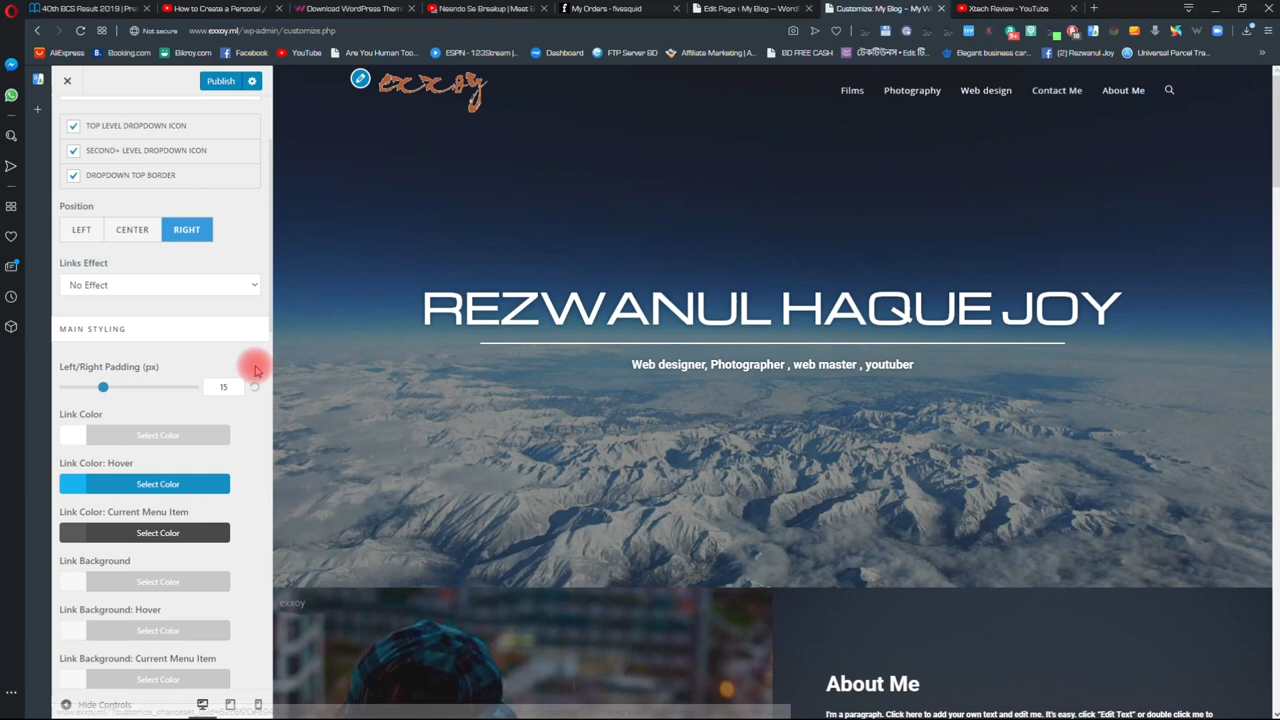 40th BCS Result 2019 | Prel
How to Create a Personal /
Download WordPress Them
Neendo Se Breakup | Meet B
My Orders - fivesquid
Edit Page ‹ My Blog — Word
Customize: My Blog – My W
Xtech Review - YouTube
Not secure www.exxoy.ml/wp-admin/customize.php
AliExpress
Booking.com
Bikroy.com
Facebook
YouTube
Are You Human Too...
ESPN - 123Stream |...
Dashboard
FTP Server BD
Affiliate Marketing | A...
BD FREE CASH
টেকটিউনস+ - Edit Ti...
Elegant business car...
Rezwanul Joy
Universal Parcel Tra...
Publish
exxoy
Films Photography Web design Contact Me About Me
TOP LEVEL DROPDOWN ICON
SECOND+ LEVEL DROPDOWN ICON
DROPDOWN TOP BORDER
Position
LEFT CENTER RIGHT
Links Effect
No Effect
MAIN STYLING
Left/Right Padding (px)
15
Link Color
Select Color
Link Color: Hover
Select Color
Link Color: Current Menu Item
Select Color
Link Background
Select Color
Link Background: Hover
Select Color
Link Background: Current Menu Item
Select Color
Hide Controls
REZWANUL HAQUE JOY
Web designer, Photographer , web master , youtuber
exxoy
About Me
I'm a paragraph. Click here to add your own text and edit me. It's easy. click "Edit Text" or double click me to